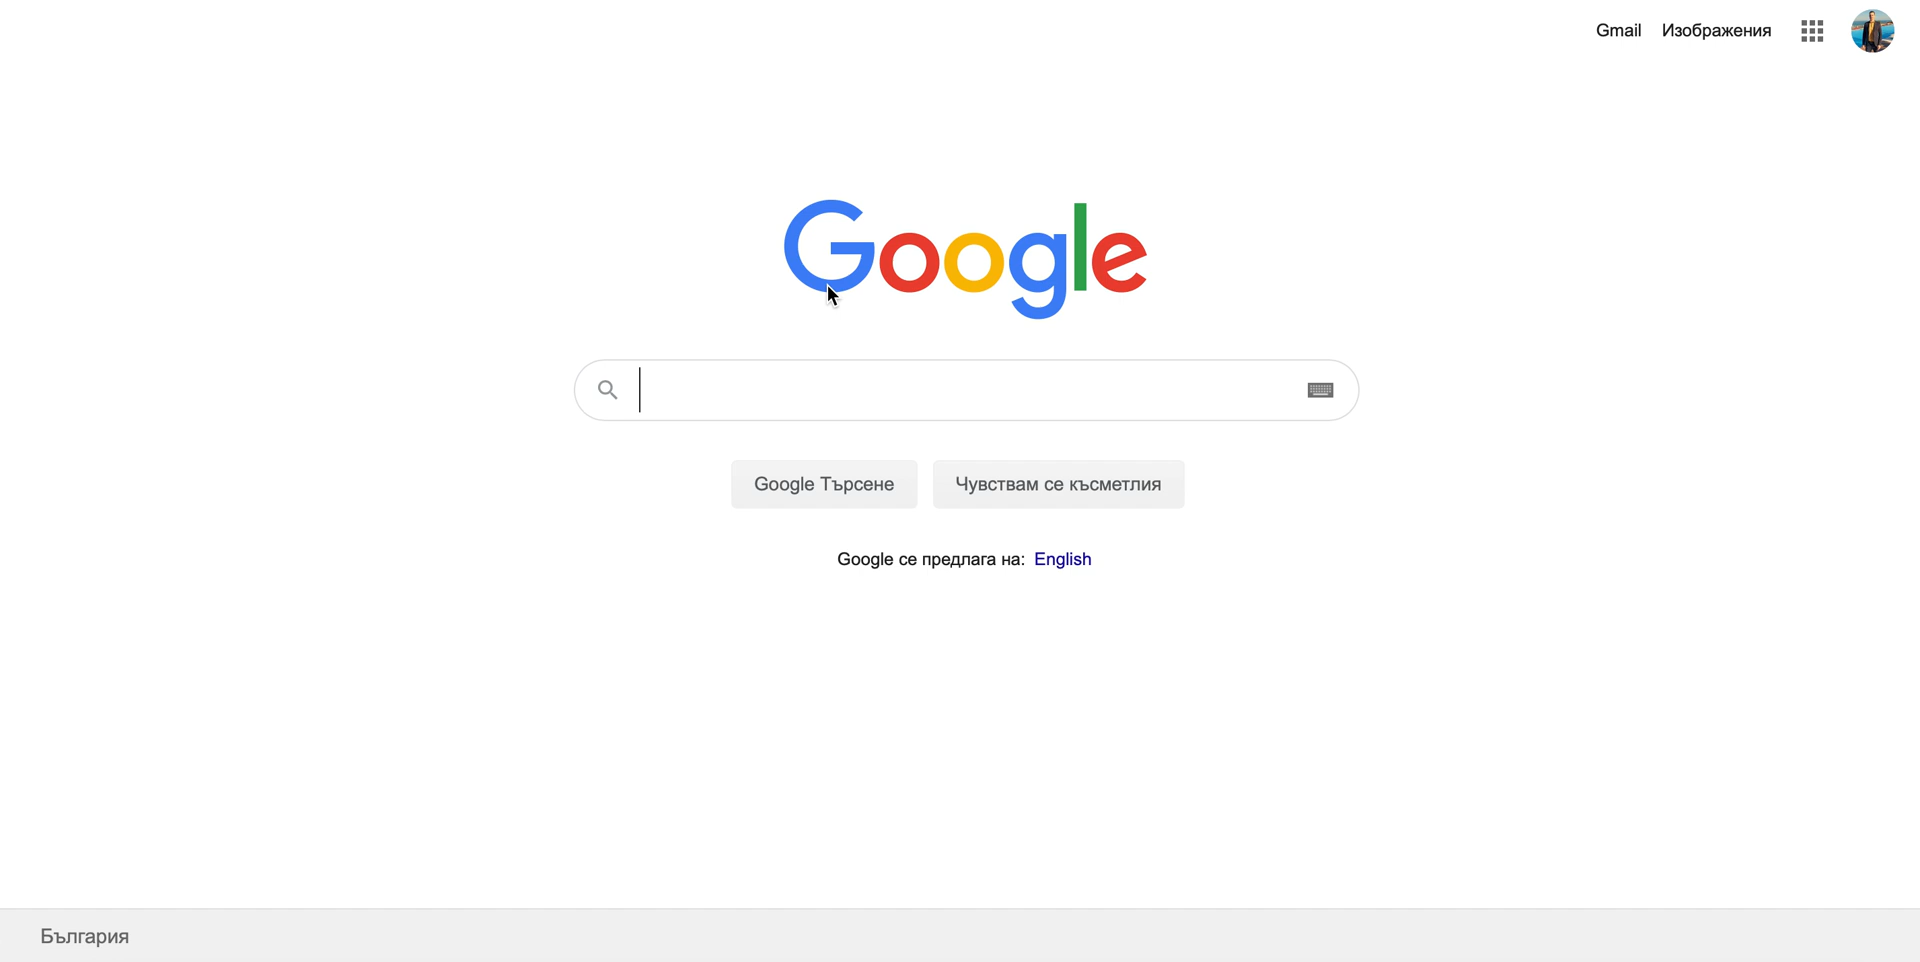 Gmail Изображения
Google
Google Търсене Чувствам се късметлия
Google се предлага на: English
България